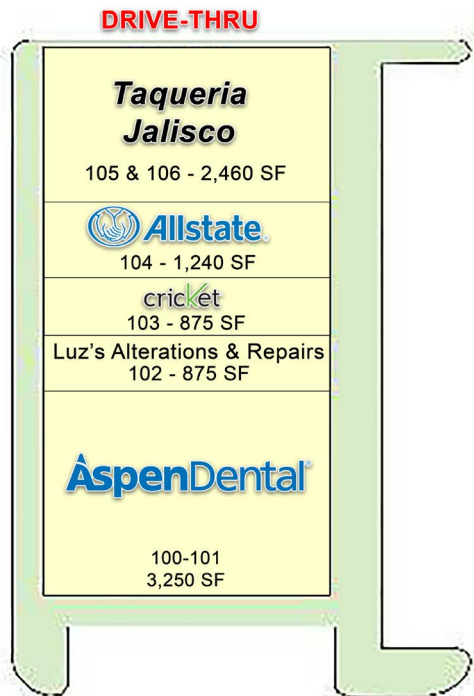 DRIVE-THRU
Taqueria
Jalisco
105 & 106 - 2,460 SF
Allstate.
104 - 1,240 SF
cricket
103 - 875 SF
Luz's Alterations & Repairs
102 - 875 SF
AspenDental
100-101
3,250 SF